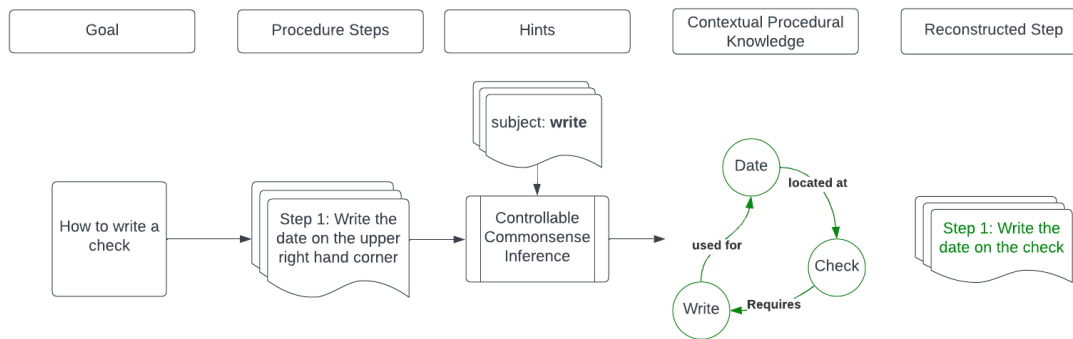 Goal
Procedure Steps
Hints
Contextual Procedural
Knowledge
Reconstructed Step
subject: write
How to write a
check
Step 1: Write the
date on the upper
right hand corner
Controllable
Commonsense
Inference
Date
located at
used for
Check
Write
Requires
Step 1: Write the
date on the check